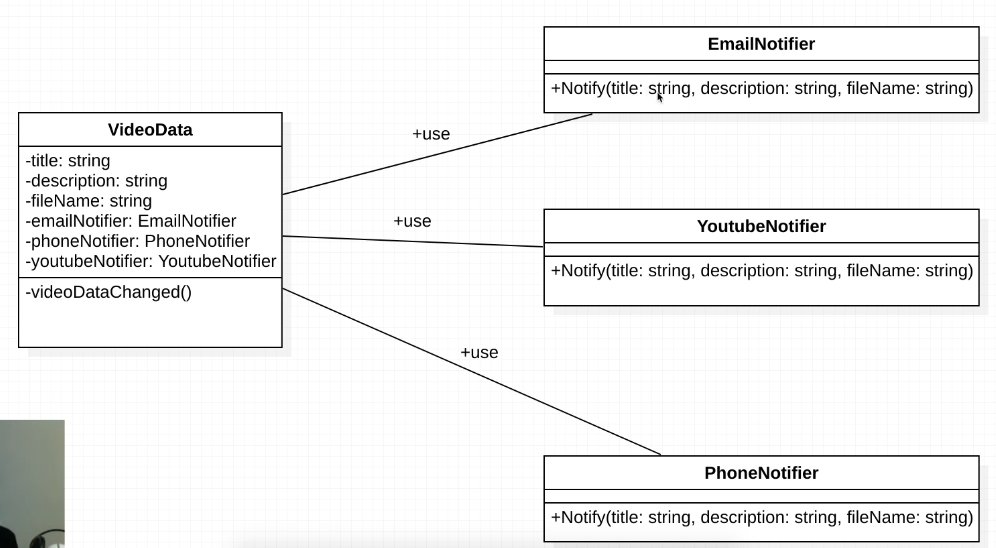 EmailNotifier
+Notify(title: string, description: string, fileName: string)
VideoData
-title: string
-description: string
-fileName: string
-emailNotifier: EmailNotifier
-phoneNotifier: PhoneNotifier
-youtubeNotifier: YoutubeNotifier
-videoDataChanged()
+use
+use
+use
YoutubeNotifier
+Notify(title: string, description: string, fileName: string)
PhoneNotifier
+Notify(title: string, description: string, fileName: string)